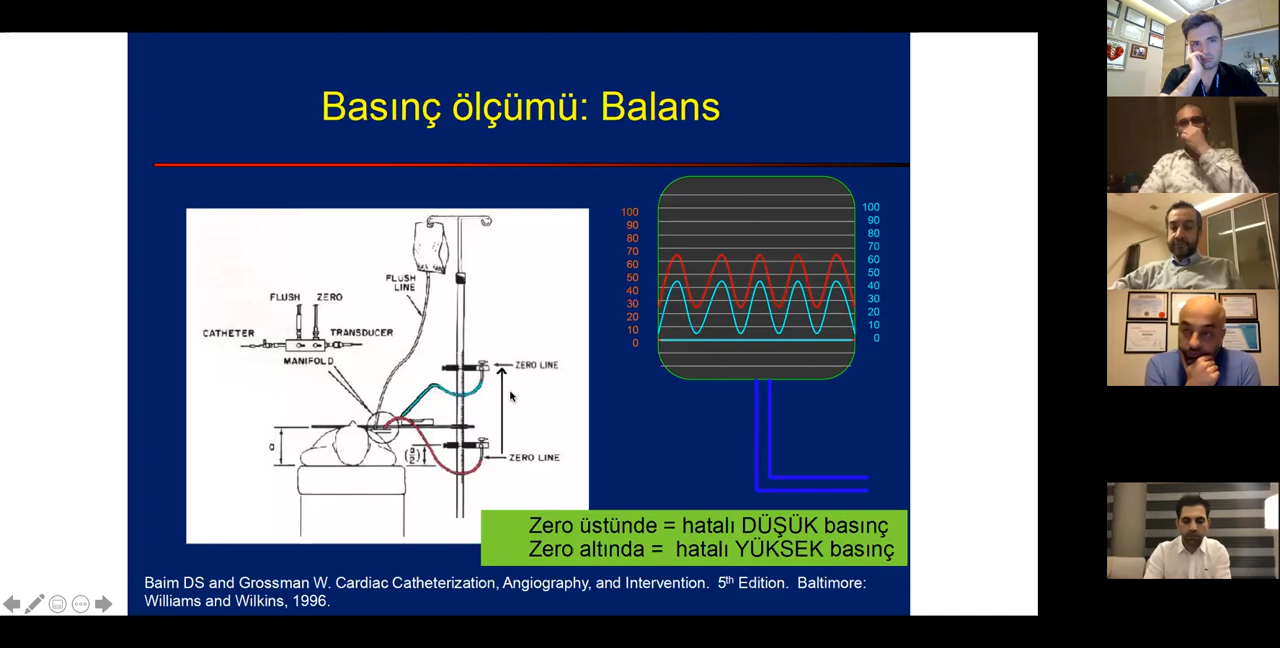 Basınç ölçümü: Balans
FLUSH
LINE
FLUSH ZERO
CATHETER
TRANSDUCER
MANIFOLD
ZERO LINE
a
(a/2)
ZERO LINE
100
90
80
70
60
50
40
30
20
10
0
100
90
80
70
60
50
40
30
20
10
0
Zero üstünde = hatalı DÜŞÜK basınç
Zero altında = hatalı YÜKSEK basınç
Baim DS and Grossman W. Cardiac Catheterization, Angiography, and Intervention. 5th Edition. Baltimore:
Williams and Wilkins, 1996.